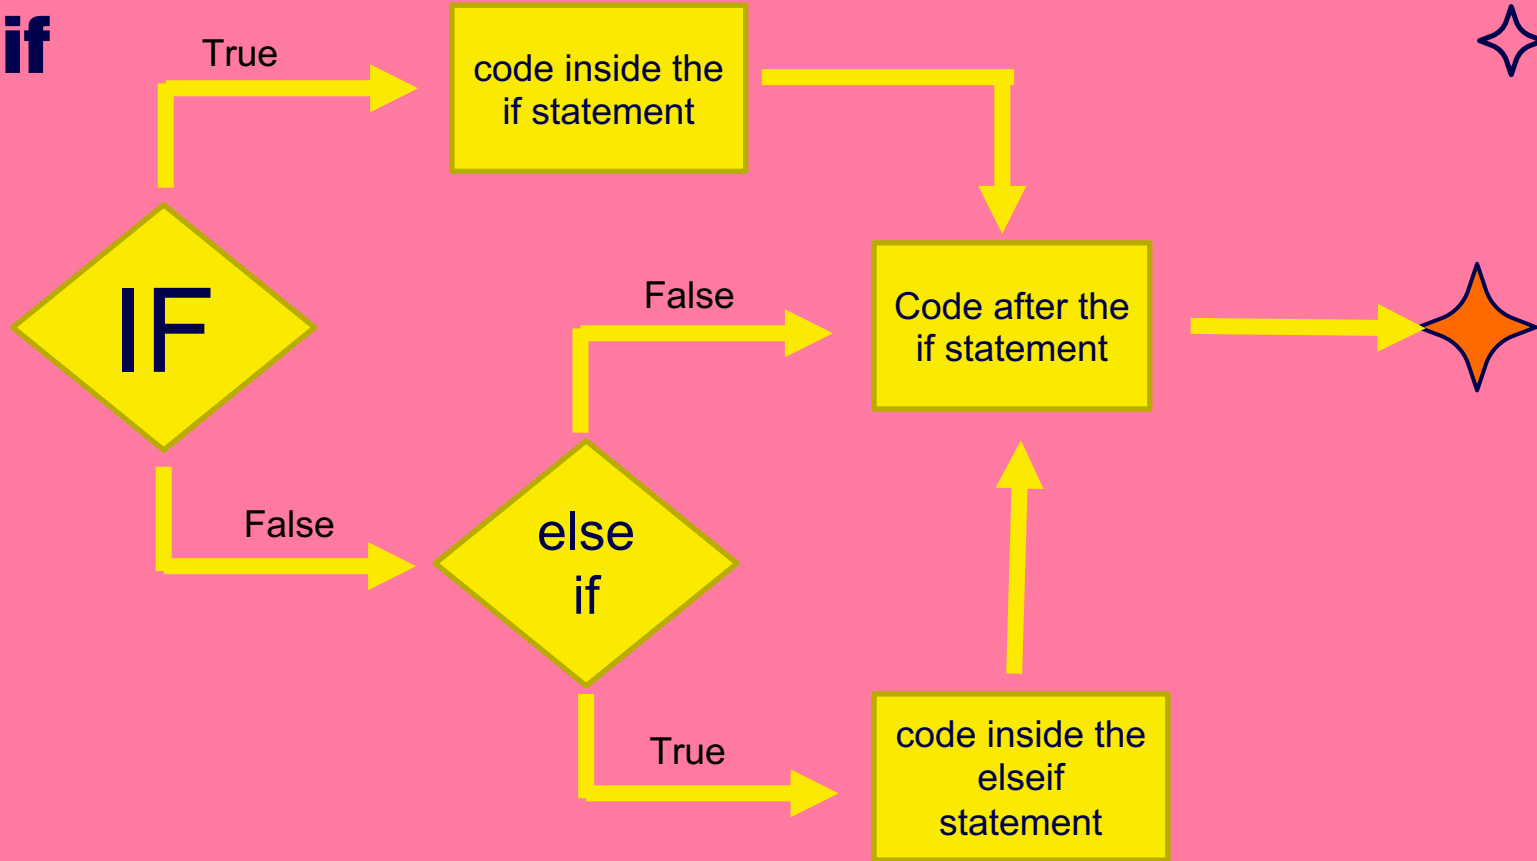 if
True
code inside the
if statement
IF
False
Code after the
if statement
False
else
if
True
code inside the
elseif
statement